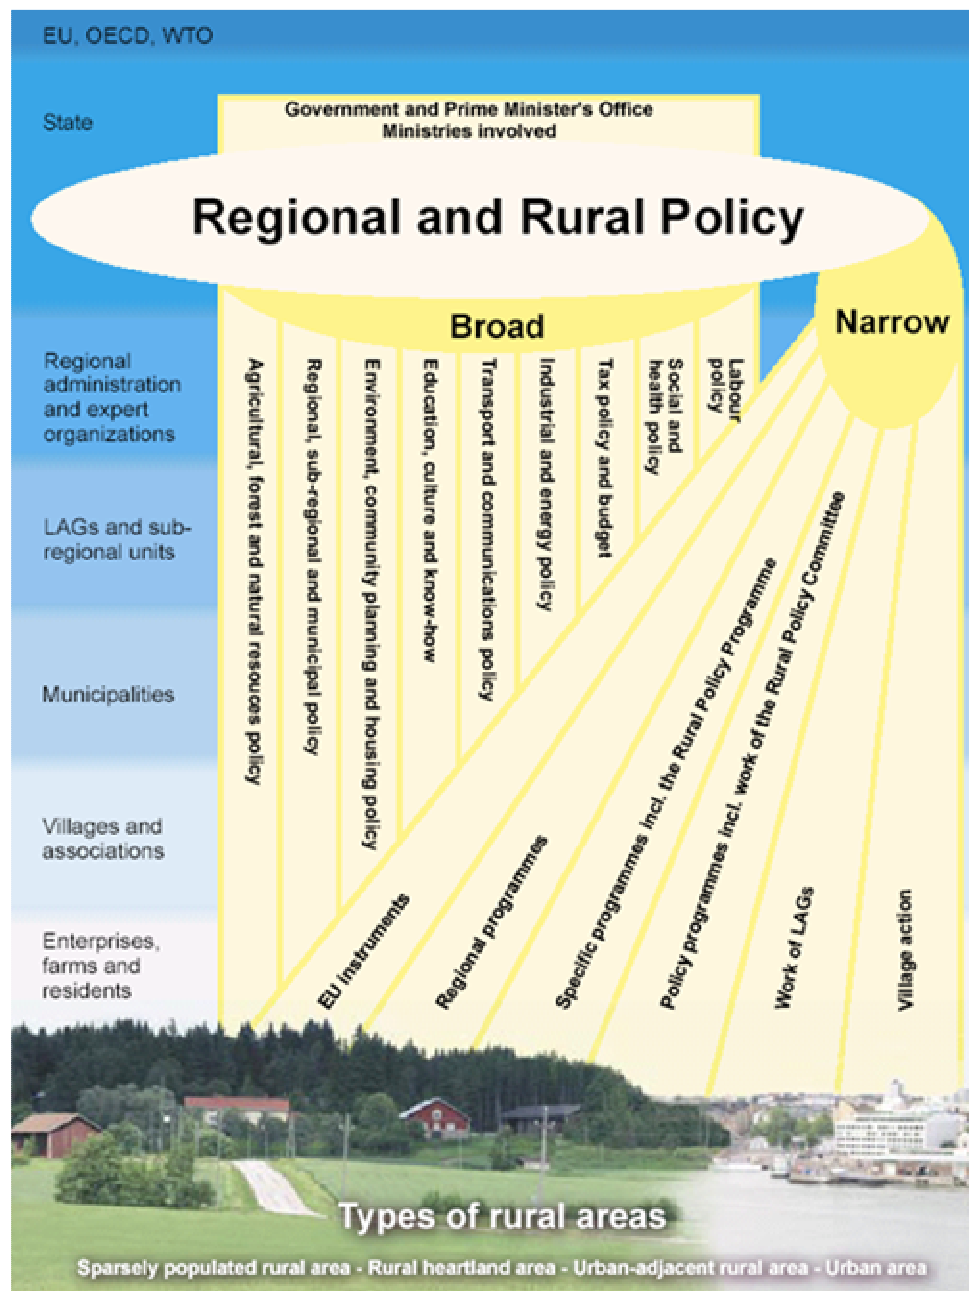 EU, OECD, WTO
State
Government and Prime Minister's Office
Ministries involved
Regional and Rural Policy
Broad
Narrow
Regional
administration
and expert
organizations
LAGs and sub-
regional units
Municipalities
Villages and
associations
Enterprises,
farms and
residents
Agricultural, forest and natural resouces policy
Regional, sub-regional and municipal policy
Environment, community planning and housing policy
Education, culture and know-how
Transport and communications policy
Industrial and energy policy
Tax policy and budget
Social and
health policy
Labour
policy
EU instruments
Regional programmes
Specific programmes incl. the Rural Policy Programme
Policy programmes incl. work of the Rural Policy Committee
Work of LAGs
Village action
Types of rural areas
Sparsely populated rural area - Rural heartland area - Urban-adjacent rural area - Urban area